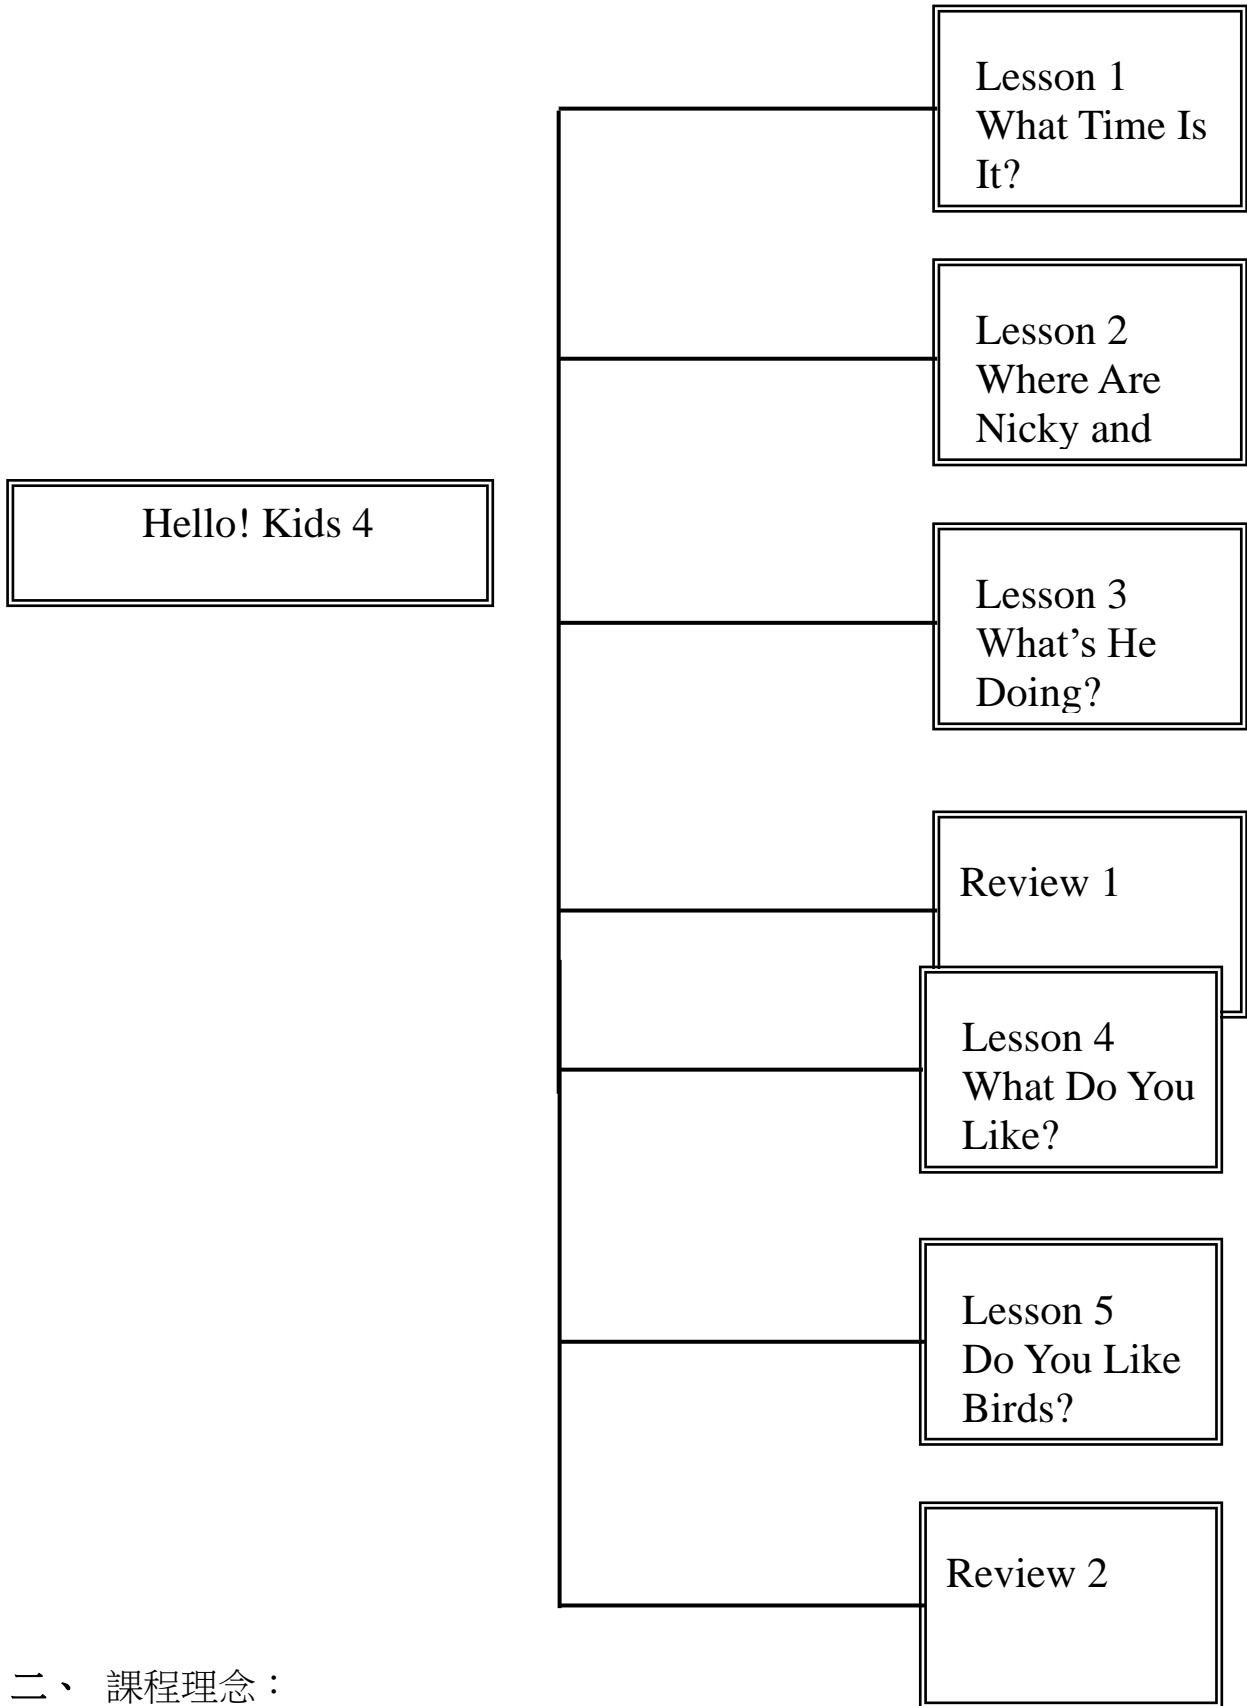 Lesson 1
What Time Is
It?
Lesson 2
Where Are
Nicky and
Hello! Kids 4
Lesson 3
What’s He
Doing?
Review 1
Lesson 4
What Do You
Like?
Lesson 5
Do You Like
Birds?
Review 2
二、 課程理念：